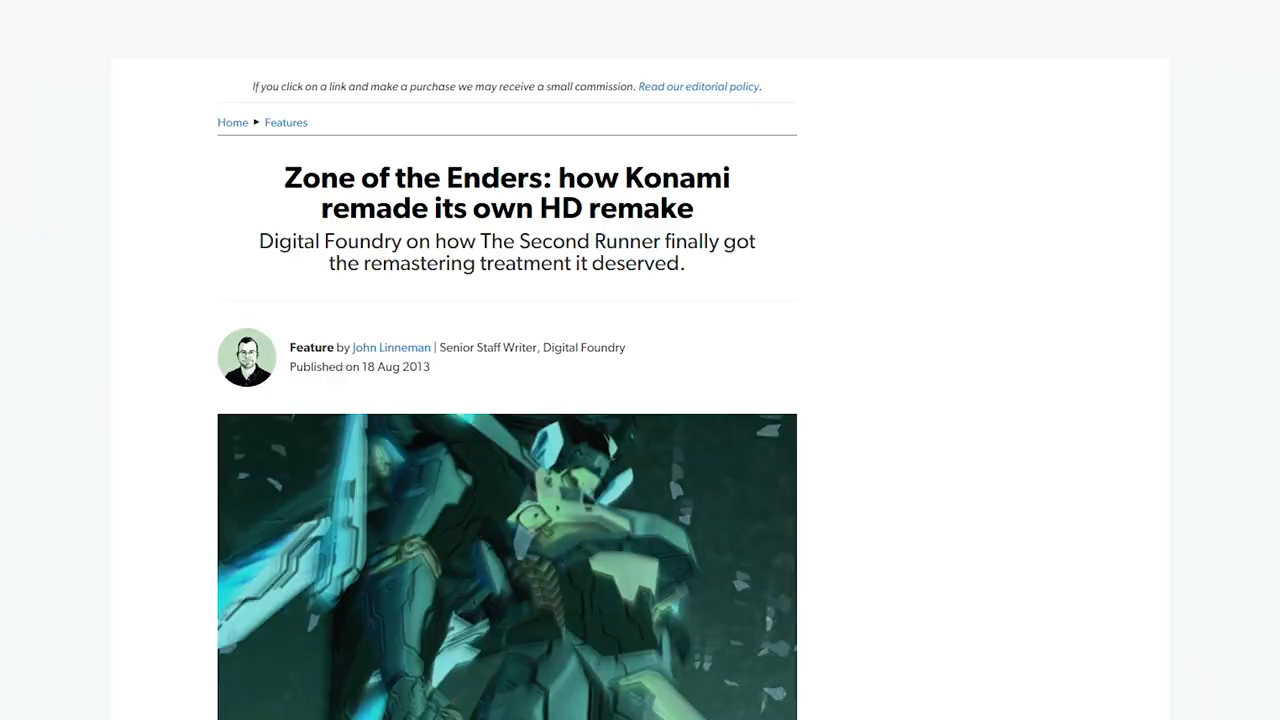 If you click on a link and make a purchase we may receive a small commission. Read our editorial policy.
Home ▶ Features
Zone of the Enders: how Konami
remade its own HD remake
Digital Foundry on how The Second Runner finally got
the remastering treatment it deserved.
Feature by John Linneman | Senior Staff Writer, Digital Foundry
Published on 18 Aug 2013